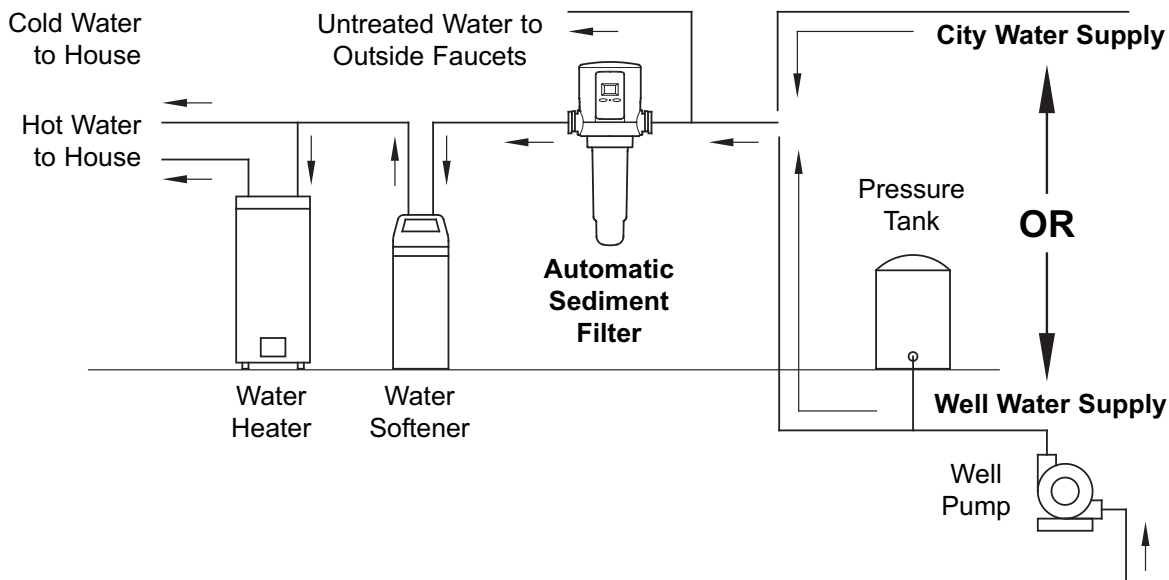 Cold Water
to House
Untreated Water to
Outside Faucets
City Water Supply
Hot Water
to House
Pressure
Tank
OR
Automatic
Sediment
Filter
Water
Heater
Water
Softener
Well Water Supply
Well
Pump